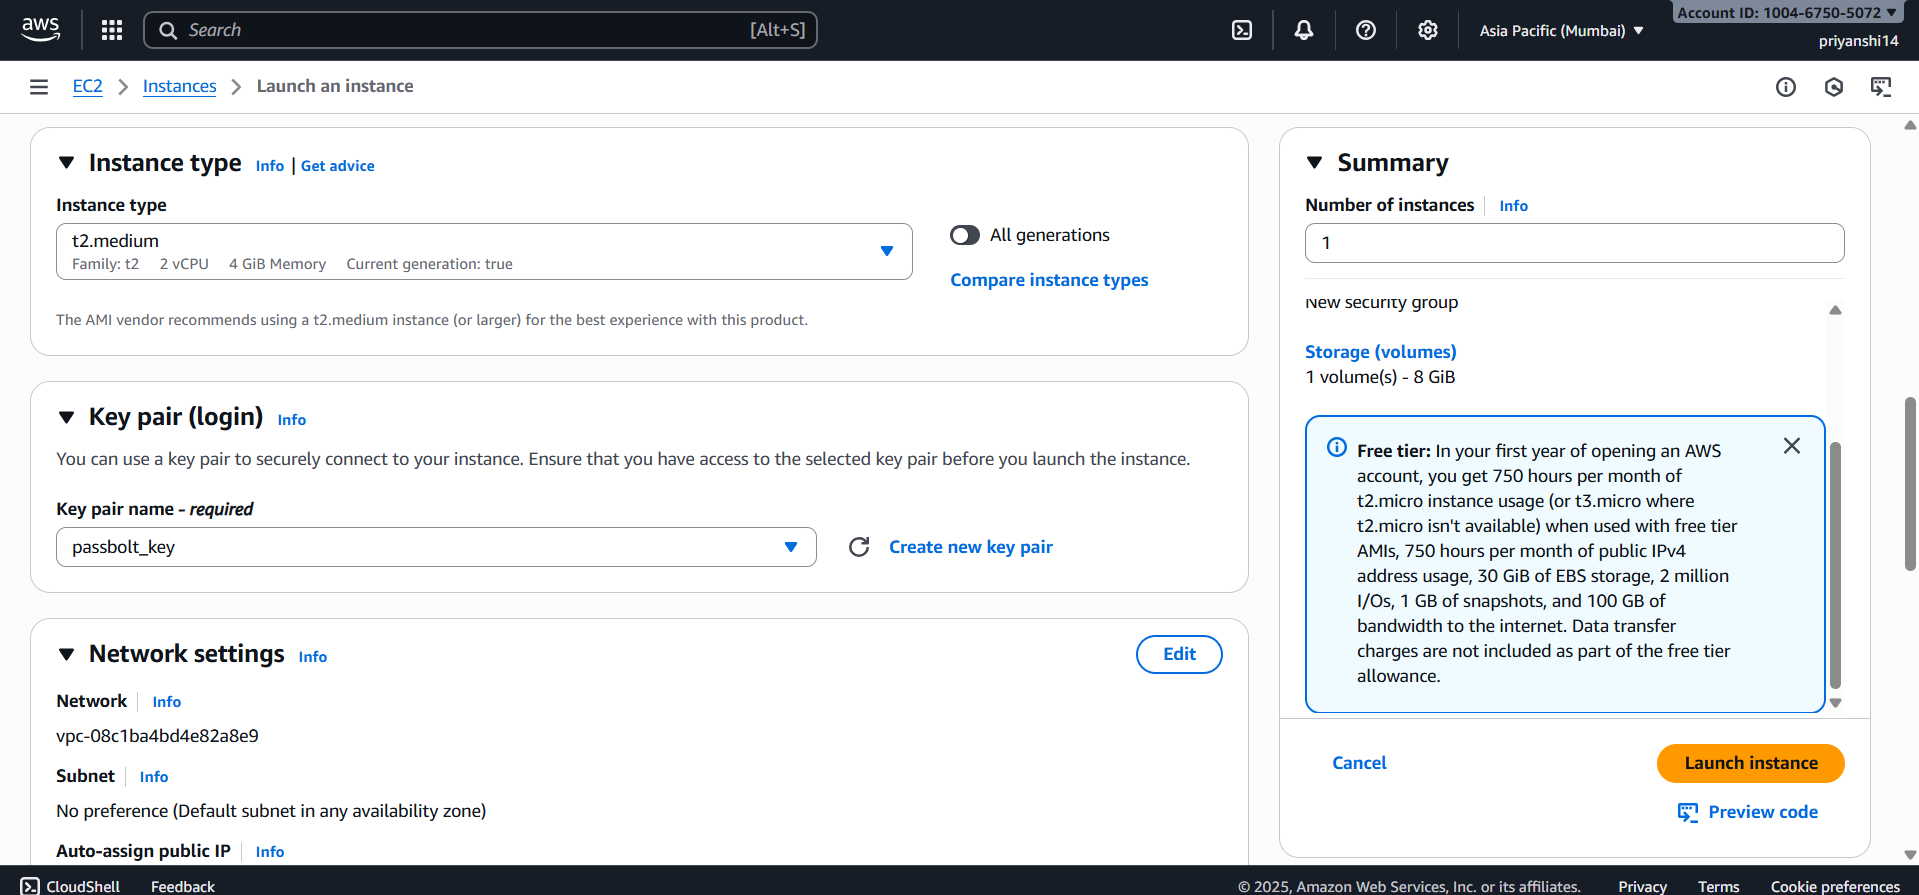 aws
Search
[Alt+S]
Asia Pacific (Mumbai)
Account ID: 1004-6750-5072
priyanshi14
EC2
Instances
Launch an instance
Instance type
Info
Get advice
Instance type
t2.medium
Family: t2 2 vCPU 4 GiB Memory Current generation: true
All generations
Compare instance types
The AMI vendor recommends using a t2.medium instance (or larger) for the best experience with this product.
Key pair (login)
Info
You can use a key pair to securely connect to your instance. Ensure that you have access to the selected key pair before you launch the instance.
Key pair name - required
passbolt_key
Create new key pair
Network settings
Info
Edit
Network
Info
vpc-08c1ba4bd4e82a8e9
Subnet
Info
No preference (Default subnet in any availability zone)
Auto-assign public IP
Info
Summary
Number of instances
Info
1
New security group
Storage (volumes)
1 volume(s) - 8 GiB
Free tier: In your first year of opening an AWS
account, you get 750 hours per month of
t2.micro instance usage (or t3.micro where
t2.micro isn't available) when used with free tier
AMIs, 750 hours per month of public IPv4
address usage, 30 GiB of EBS storage, 2 million
I/Os, 1 GB of snapshots, and 100 GB of
bandwidth to the internet. Data transfer
charges are not included as part of the free tier
allowance.
Cancel
Launch instance
Preview code
CloudShell
Feedback
© 2025, Amazon Web Services, Inc. or its affiliates.
Privacy
Terms
Cookie preferences